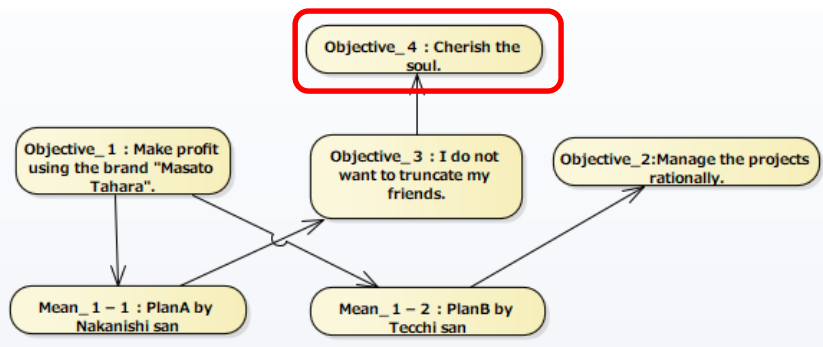 Objective_4 : Cherish the
soul.
Objective_1 : Make profit
using the brand "Masato
Tahara".
Objective_3 : I do not
want to truncate my
friends.
Objective_2:Manage the projects
rationally.
Mean_1－1 : PlanA by
Nakanishi san
Mean_1－2 : PlanB by
Tecchi san